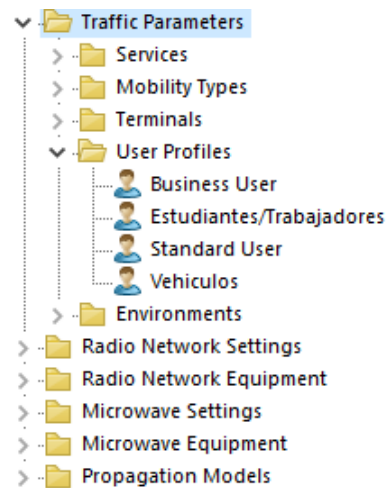 Traffic Parameters
Services
Mobility Types
Terminals
User Profiles
Business User
Estudiantes/Trabajadores
Standard User
Vehiculos
Environments
Radio Network Settings
Radio Network Equipment
Microwave Settings
Microwave Equipment
Propagation Models